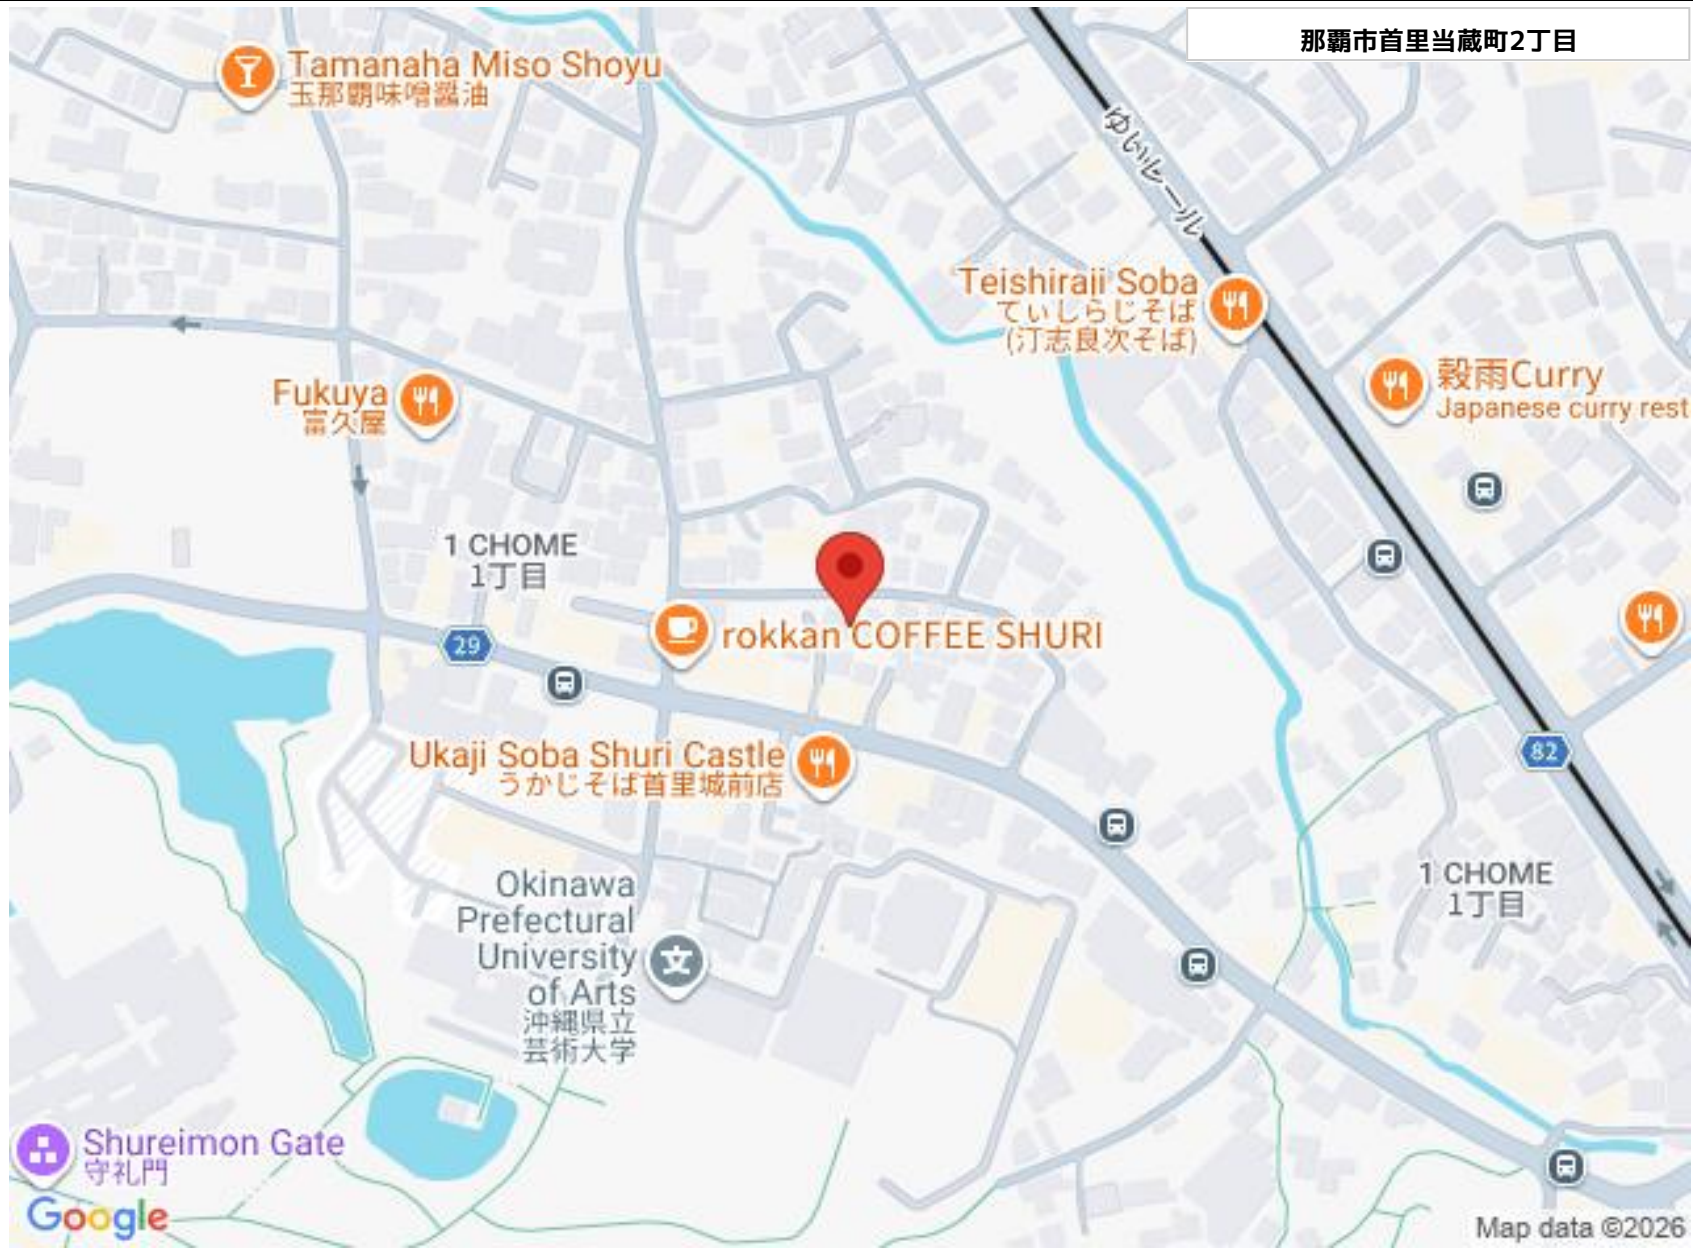 那覇市首里当蔵町2丁目
Tamanaha Miso Shoyu
玉那覇味噌醤油
ゆいレール
Teishiraji Soba
てぃしらじそば
(汀志良次そば)
穀雨Curry
Japanese curry rest
Fukuya
富久屋
1 CHOME
1丁目
29
rokkan COFFEE SHURI
Ukaji Soba Shuri Castle
うかじそば首里城前店
82
1 CHOME
1丁目
Okinawa
Prefectural
University
of Arts
沖縄県立
芸術大学
文
Shureimon Gate
守礼門
Google
Map data ©2026